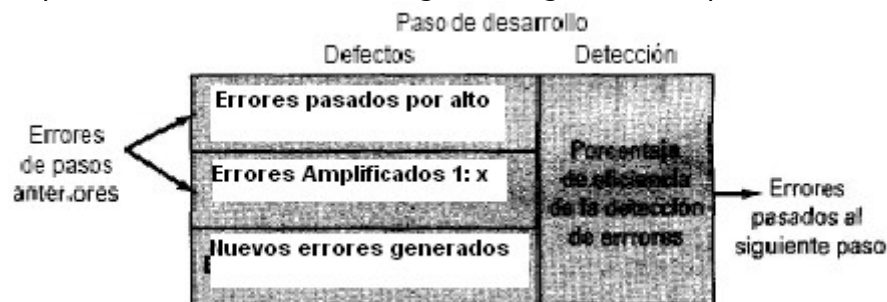 Paso de desarrollo
Defectos
Detección
Errores pasados por alto
Errores
de pasos
anteriores
Errores Amplificados 1: x
Porcentaje
de eficiencia
de la detección
de errrores
Errores
pasados al
siguiente paso
Nuevos errores generados